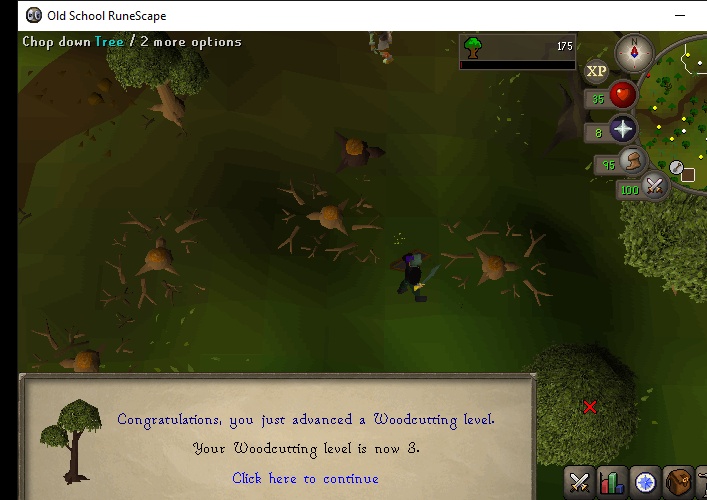 Old School RuneScape
Chop down Tree / 2 more options
175
N
XP
35
8
95
100
Congratulations, you just advanced a Woodcutting level.
Your Woodcutting level is now 3.
Click here to continue